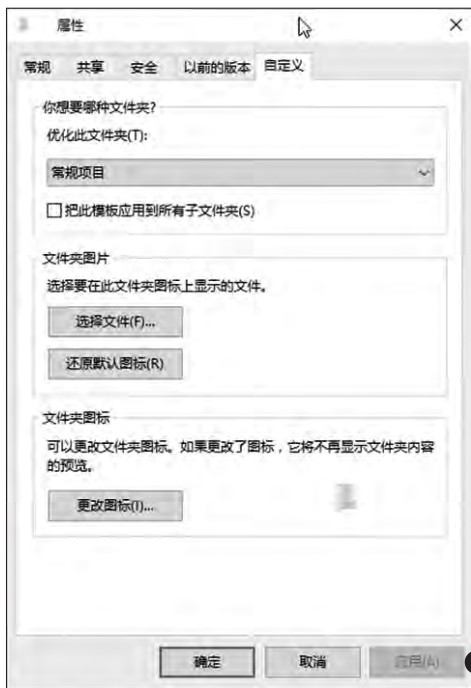 属性
常规 共享 安全 以前的版本 自定义
你想要哪种文件夹?
优化此文件夹(T):
常规项目
把此模板应用到所有子文件夹(S)
文件夹图片
选择要在此文件夹图标上显示的文件。
选择文件(F)...
还原默认图标(R)
文件夹图标
可以更改文件夹图标。如果更改了图标，它将不再显示文件夹内容
的预览。
更改图标(I)...
确定 取消 应用(A)